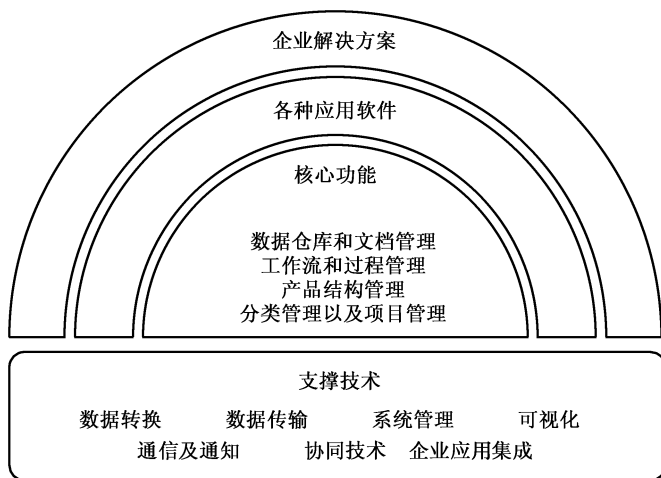 企业解决方案
各种应用软件
核心功能
数据仓库和文档管理
工作流和过程管理
产品结构管理
分类管理以及项目管理
支撑技术
数据转换 数据传输 系统管理 可视化
通信及通知 协同技术 企业应用集成